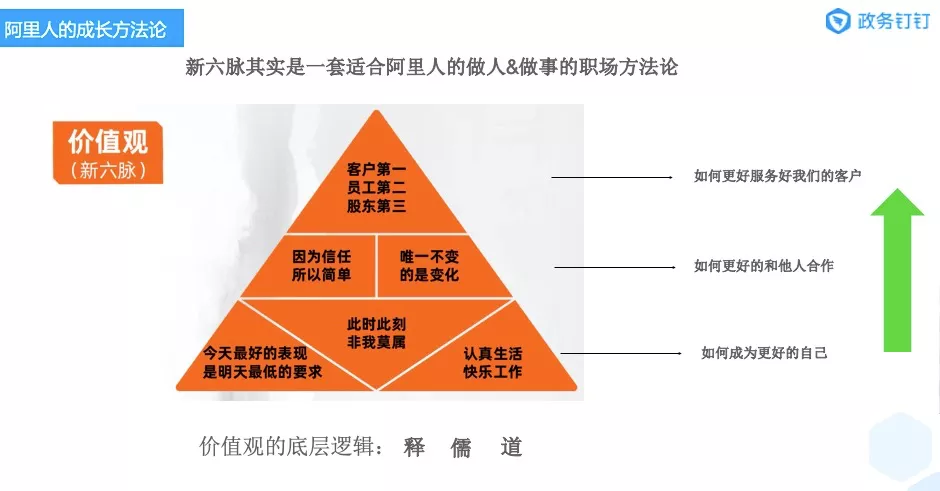 阿里人的成长方法论
政务钉钉
新六脉其实是一套适合阿里人的做人&做事的职场方法论
价值观
（新六脉）
客户第一
员工第二
股东第三
如何更好服务好我们的客户
因为信任
所以简单
唯一不变
的是变化
如何更好的和他人合作
此时此刻
非我莫属
今天最好的表现
是明天最低的要求
认真生活
快乐工作
如何成为更好的自己
价值观的底层逻辑： 释 儒 道